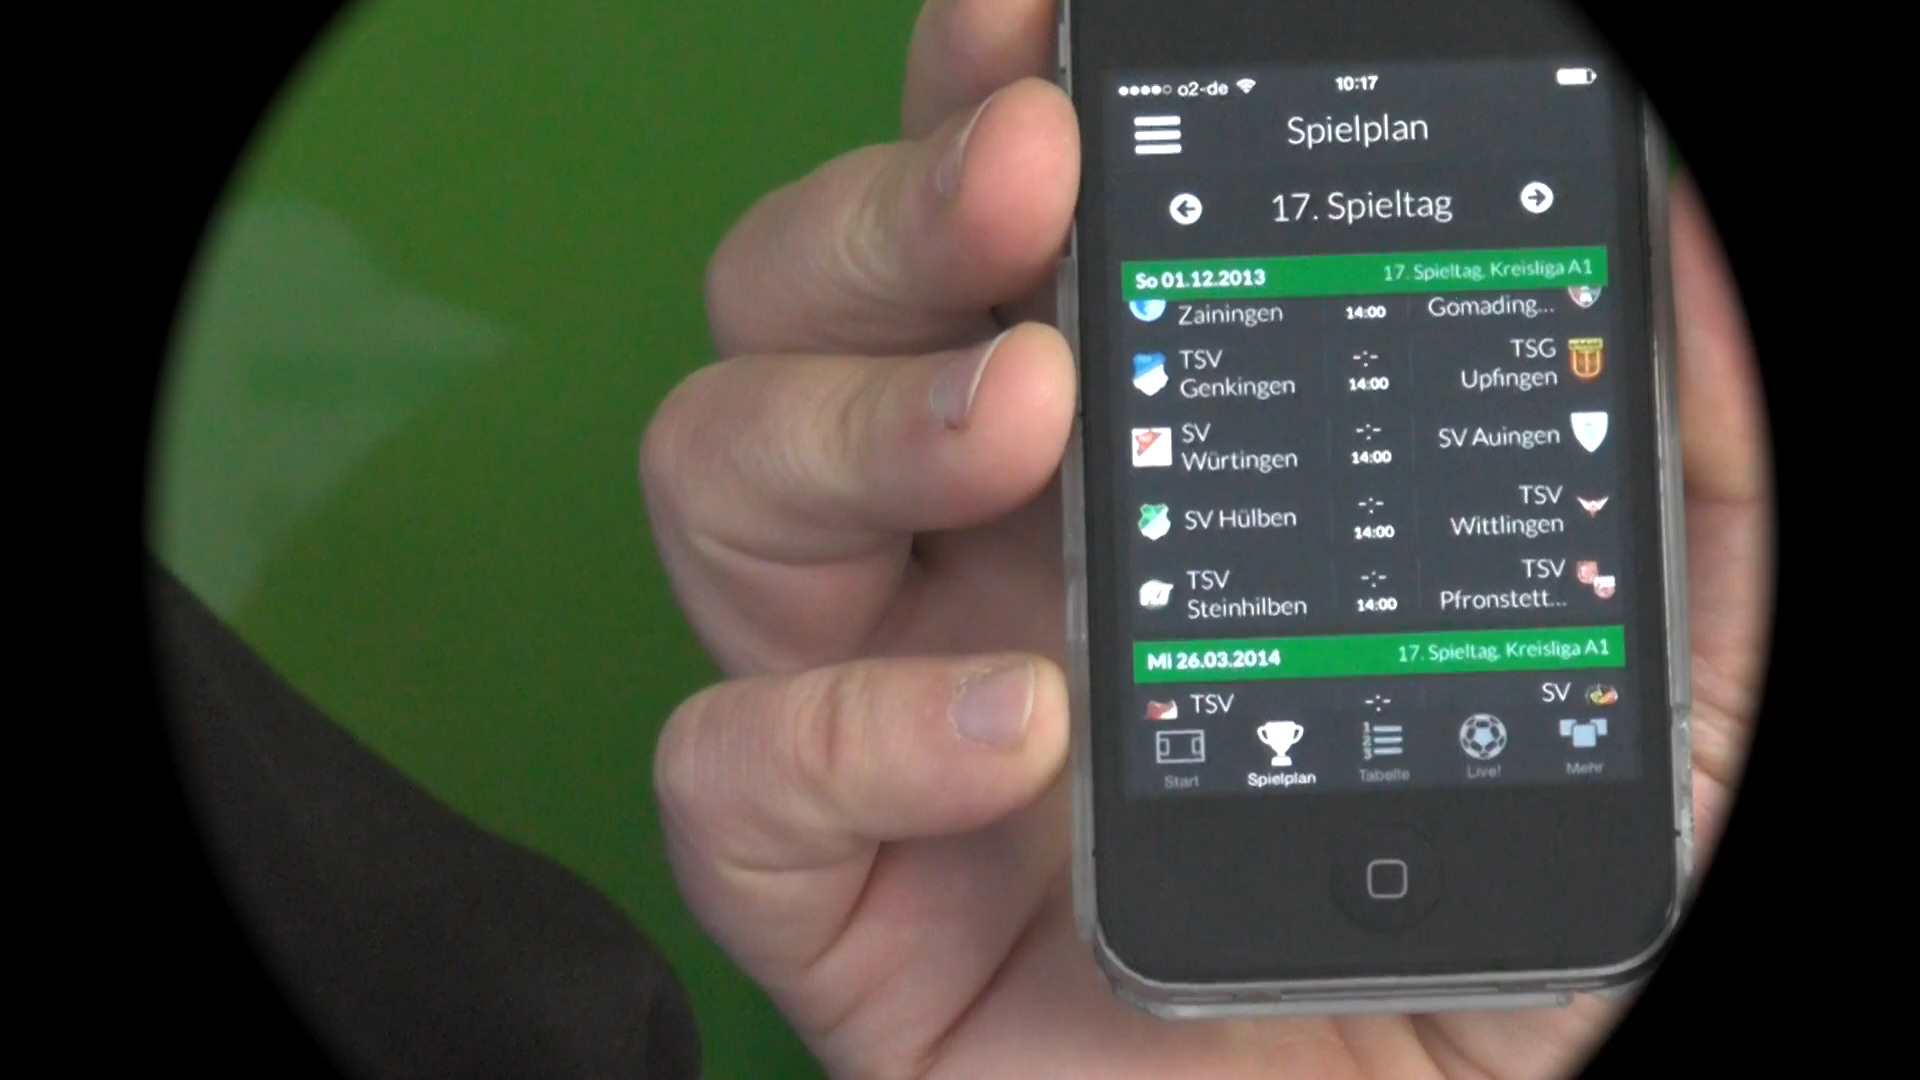 o2-de 10:17
Spielplan
17. Spieltag
So 01.12.2013 17. Spieltag, Kreisliga A1
Zainingen 14:00 Gomading...
TSV -:- TSG
Genkingen 14:00 Upfingen
SV -:- SV Auingen
Würtingen 14:00
SV Hülben -:- TSV
14:00 Wittlingen
TSV -:- TSV
Steinhilben 14:00 Pfronstett...
Mi 26.03.2014 17. Spieltag, Kreisliga A1
TSV -:- SV
Start Spielplan Tabelle Live! Mehr